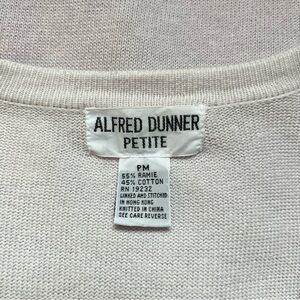 ALFRED DUNNER
PETITE
PM
55% RAMIE
45% COTTON
RN 19232
LINKED AND STITCHED
IN HONG KONG
KNITTED IN CHINA
SEE CARE REVERSE